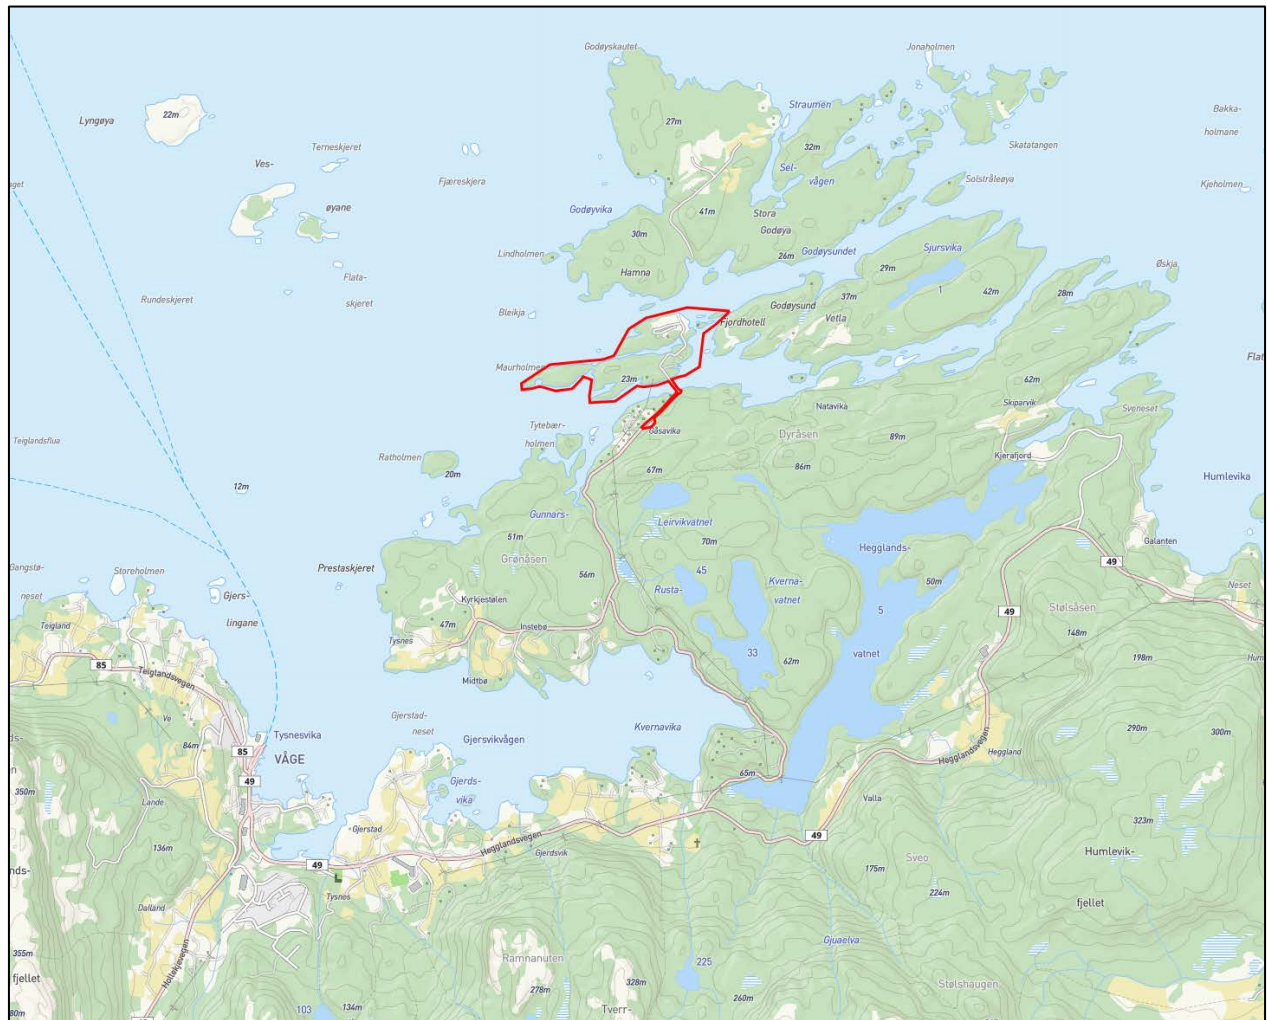 Godøyskautet
Jonaholmen
22m
Lyngøya
27m
Straumen
Bakka-
holmane
Terneskjeret
32m
Skatatangen
Ves-
øyane
Fjæreskjera
Sel-
vågen
Solstråleøya
Kjeholmen
Godøyvika
41m
Stora
Godøya
30m
Lindholmen
Godøysundet
Sjursvika
26m
29m
Hamna
Øskja
Flata-
skjeret
Rundeskjeret
1
42m
28m
37m
Godøysund
Fjordhotell
Vetla
Bleikja
Maurholmen
23m
Flat
62m
Natavika
Skiparvik
Sveneset
Tytebær-
holmen
Gåsavika
Dyråsen
89m
Teiglandsflua
Ratholmen
20m
67m
86m
Kjerafjord
Humlevika
12m
Gunnars-
Leirvikvatnet
51m
70m
Grønåsen
Hegglands-
Galanten
49
Gangstø-
neset
Storeholmen
Prestaskjeret
56m
45
Rusta-
Kverna-
vatnet
50m
Neset
Gjers-
lingane
Kyrkjestølen
5
49
Stølsåsen
Teigland
47m
Instebø
148m
Tysnes
33
62m
vatnet
198m
85
Teiglandsvegen
Midtbø
Ve
84m
Gjerstad-
neset
Kvernavika
Tysnesvika
Gjersvikvågen
290m
300m
85
VÅGE
Hegglandsvegen
Heggland
49
Gjerds-
vika
65m
350m
Lande
Valla
136m
Gjerstad
Hegglandsvegen
49
323m
49
Gjerdsvik
Sveo
Humlevik-
fjellet
175m
Tysnes
224m
Dalland
Gjuaelva
355m
fjellet
Hollekjevegen
Ramnanuten
225
278m
328m
Stølshaugen
260m
103
134m
Tverr-